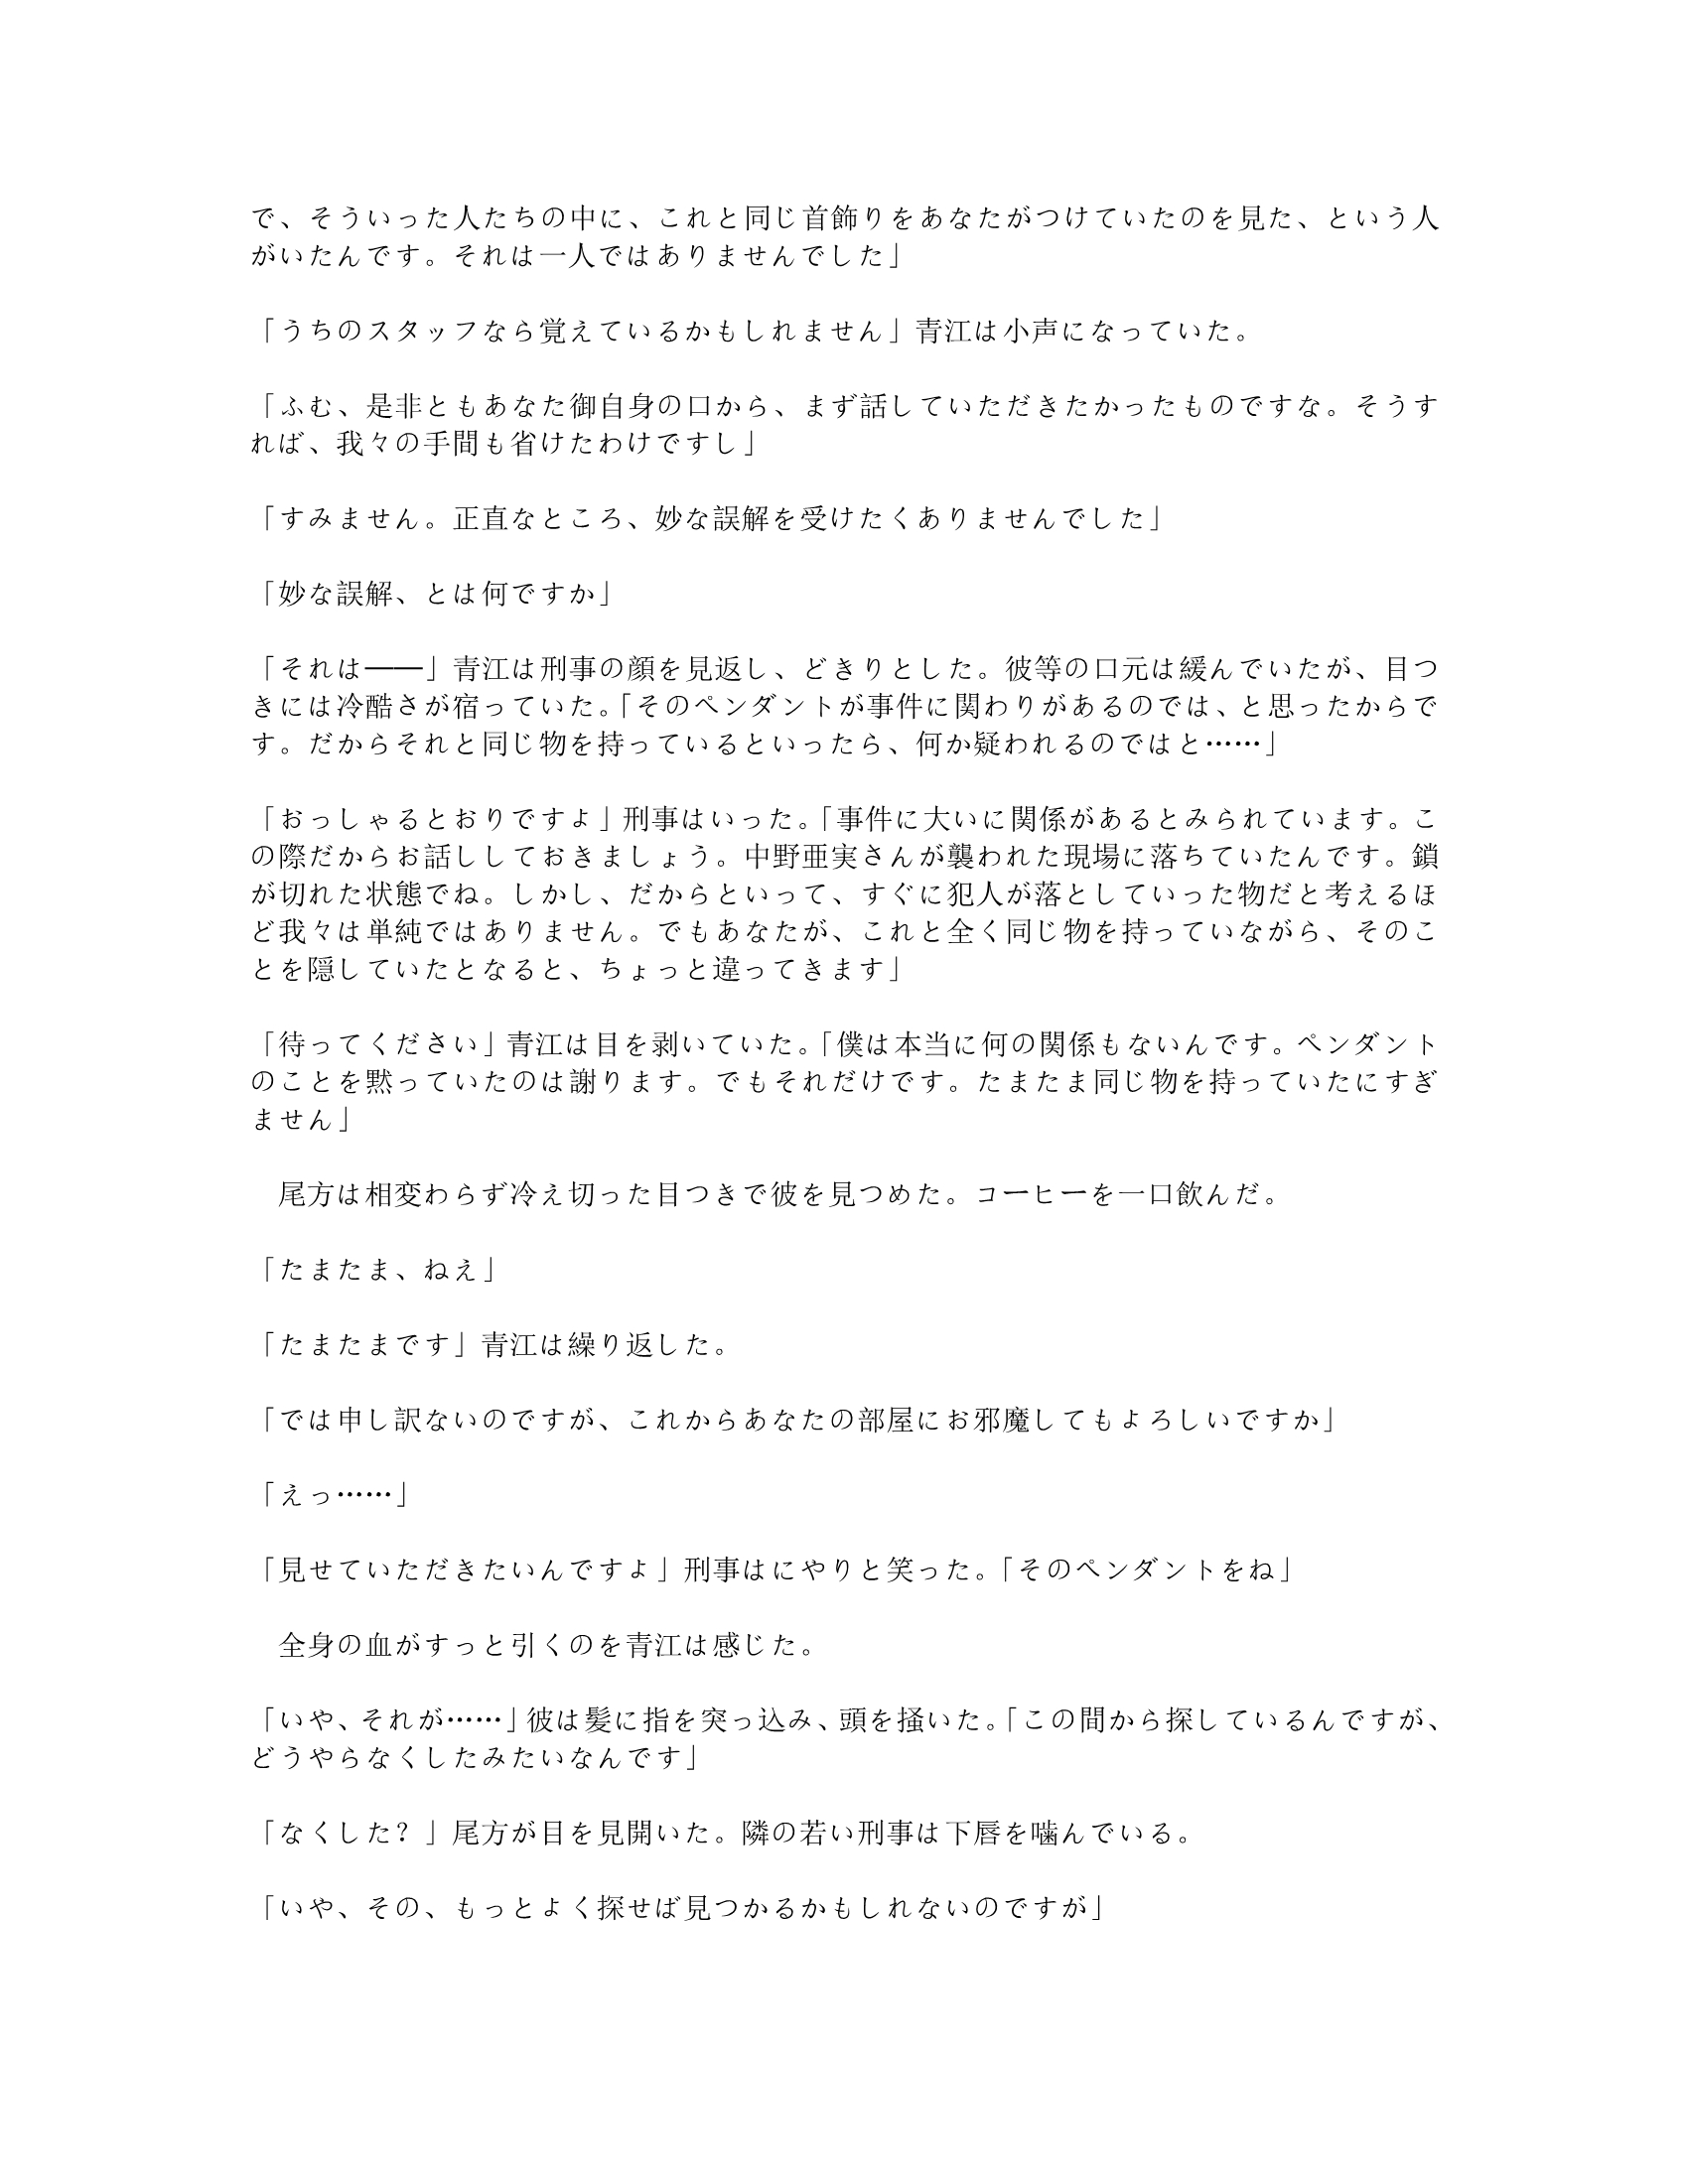 で、そういった人たちの中に、これと同じ首飾りをあなたがつけていたのを見た、という人
がいたんです。それは一人ではありませんでした」
「うちのスタッフなら覚えているかもしれません」青江は小声になっていた。
「ふむ、是非ともあなた御自身の口から、まず話していただきたかったものですな。そうす
れば、我々の手間も省けたわけですし」
「すみません。正直なところ、妙な誤解を受けたくありませんでした」
「妙な誤解、とは何ですか」
「それは――」青江は刑事の顔を見返し、どきりとした。彼等の口元は緩んでいたが、目つ
きには冷酷さが宿っていた。「そのペンダントが事件に関わりがあるのでは、と思ったからで
す。だからそれと同じ物を持っているといったら、何か疑われるのではと……」
「おっしゃるとおりですよ」刑事はいった。「事件に大いに関係があるとみられています。こ
の際だからお話ししておきましょう。中野亜実さんが襲われた現場に落ちていたんです。鎖
が切れた状態でね。しかし、だからといって、すぐに犯人が落としていった物だと考えるほ
ど我々は単純ではありません。でもあなたが、これと全く同じ物を持っていながら、そのこ
とを隠していたとなると、ちょっと違ってきます」
「待ってください」青江は目を剥いていた。「僕は本当に何の関係もないんです。ペンダント
のことを黙っていたのは謝ります。でもそれだけです。たまたま同じ物を持っていたにすぎ
ません」
　尾方は相変わらず冷え切った目つきで彼を見つめた。コーヒーを一口飲んだ。
「たまたま、ねえ」
「たまたまです」青江は繰り返した。
「では申し訳ないのですが、これからあなたの部屋にお邪魔してもよろしいですか」
「えっ……」
「見せていただきたいんですよ」刑事はにやりと笑った。「そのペンダントをね」
　全身の血がすっと引くのを青江は感じた。
「いや、それが……」彼は髪に指を突っ込み、頭を掻いた。「この間から探しているんですが、
どうやらなくしたみたいなんです」
「なくした？」尾方が目を見開いた。隣の若い刑事は下唇を噛んでいる。
「いや、その、もっとよく探せば見つかるかもしれないのですが」